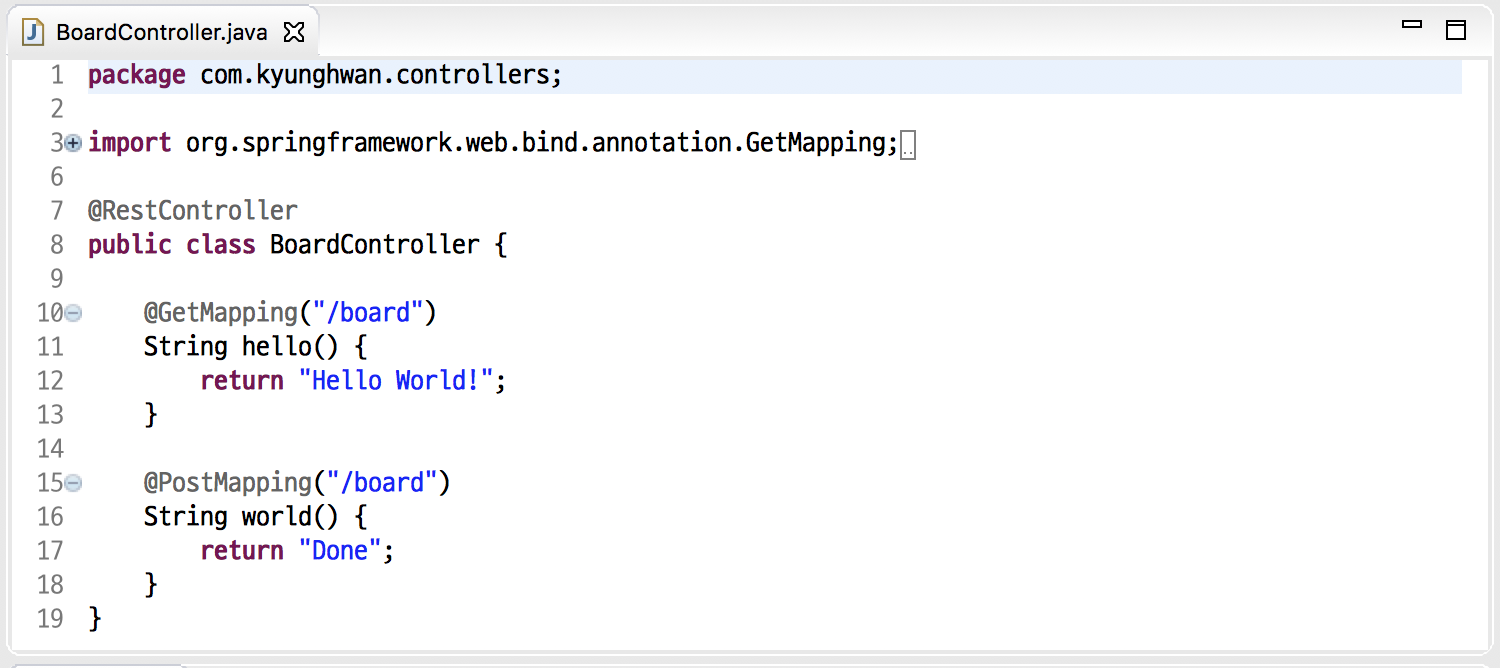 BoardController.java
1 package com.kyunghwan.controllers;
2
3 import org.springframework.web.bind.annotation.GetMapping;
6
7 @RestController
8 public class BoardController {
9
10     @GetMapping("/board")
11     String hello() {
12         return "Hello World!";
13     }
14
15     @PostMapping("/board")
16     String world() {
17         return "Done";
18     }
19 }